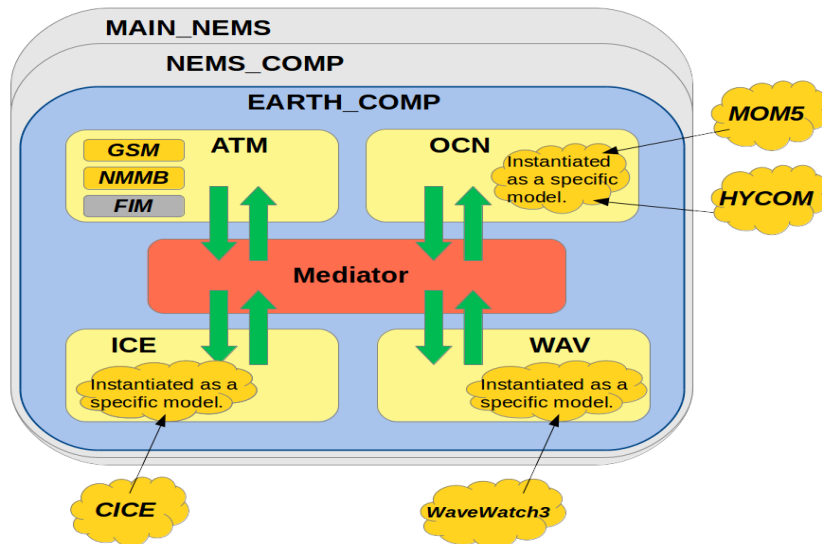 MAIN_NEMS
NEMS_COMP
EARTH_COMP
GSM
NMMB
FIM
ATM
OCN
Instantiated
as a specific
model.
MOM5
HYCOM
Mediator
ICE
Instantiated as a
specific model.
WAV
Instantiated as a
specific model.
CICE
WaveWatch3